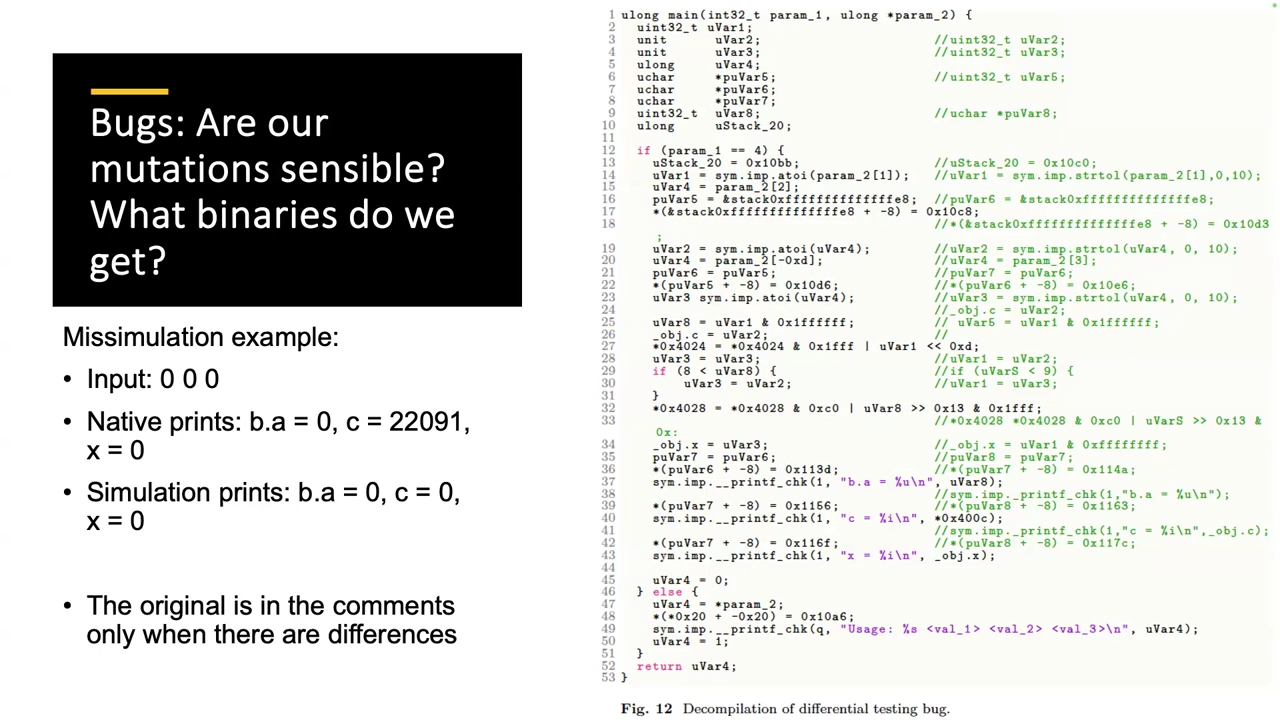 Bugs: Are our
mutations sensible?
What binaries do we
get?
Missimulation example:
• Input: 0 0 0
• Native prints: b.a = 0, c = 22091,
x = 0
• Simulation prints: b.a = 0, c = 0,
x = 0
• The original is in the comments
only when there are differences
1 ulong main(int32_t param_1, ulong *param_2) {
2 uint32_t uVar1;
3 unit uVar2; //uint32_t uVar2;
4 unit uVar3; //uint32_t uVar3;
5 ulong uVar4;
6 uchar *puVar5; //uint32_t uVar5;
7 uchar *puVar6;
8 uchar *puVar7;
9 uint32_t uVar8; //uchar *puVar8;
10 ulong uStack_20;
11
12 if (param_1 == 4) {
13 uStack_20 = 0x10bb; //uStack_20 = 0x10c0;
14 uVar1 = sym.imp.atoi(param_2[1]); //uVar1 = sym.imp.strtol(param_2[1],0,10);
15 uVar4 = param_2[2];
16 puVar5 = &stack0xffffffffffffffe8; //puVar6 = &stack0xffffffffffffffe8;
17 *(&stack0xffffffffffffffe8 + -8) = 0x10c8;
18 //*(&stack0xffffffffffffffe8 + -8) = 0x10d3
;
19 uVar2 = sym.imp.atoi(uVar4); //uVar2 = sym.imp.strtol(uVar4, 0, 10);
20 uVar4 = param_2[-0xd]; //uVar4 = param_2[3];
21 puVar6 = puVar5; //puVar7 = puVar6;
22 *(puVar5 + -8) = 0x10d6; //*(puVar6 + -8) = 0x10e6;
23 uVar3 sym.imp.atoi(uVar4); //uVar3 = sym.imp.strtol(uVar4, 0, 10);
24 //_obj.c = uVar2;
25 uVar8 = uVar1 & 0x1ffffff; // uVar5 = uVar1 & 0x1ffffff;
26 _obj.c = uVar2; //
27 *0x4024 = *0x4024 & 0x1fff | uVar1 << 0xd;
28 uVar3 = uVar3; //uVar1 = uVar2;
29 if (8 < uVar8) { //if (uVarS < 9) {
30 uVar3 = uVar2; //uVar1 = uVar3;
31 }
32 *0x4028 = *0x4028 & 0xc0 | uVar8 >> 0x13 & 0x1fff;
33 //*0x4028 *0x4028 & 0xc0 | uVarS >> 0x13 &
0x:
34 _obj.x = uVar3; //_obj.x = uVar1 & 0xffffffff;
35 puVar7 = puVar6; //puVar8 = puVar7;
36 *(puVar6 + -8) = 0x113d; //*(puVar7 + -8) = 0x114a;
37 sym.imp.__printf_chk(1, "b.a = %u\n", uVar8);
38 //sym.imp._printf_chk(1,"b.a = %u\n");
39 *(puVar7 + -8) = 0x1156; //*(puVar8 + -8) = 0x1163;
40 sym.imp.__printf_chk(1, "c = %i\n", *0x400c);
41 //sym.imp._printf_chk(1,"c = %i\n",_obj.c);
42 *(puVar7 + -8) = 0x116f; //*(puVar8 + -8) = 0x117c;
43 sym.imp.__printf_chk(1, "x = %i\n", _obj.x);
44
45 uVar4 = 0;
46 } else {
47 uVar4 = *param_2;
48 *(*0x20 + -0x20) = 0x10a6;
49 sym.imp.__printf_chk(q, "Usage: %s <val_1> <val_2> <val_3>\n", uVar4);
50 uVar4 = 1;
51 }
52 return uVar4;
53 }
Fig. 12 Decompilation of differential testing bug.